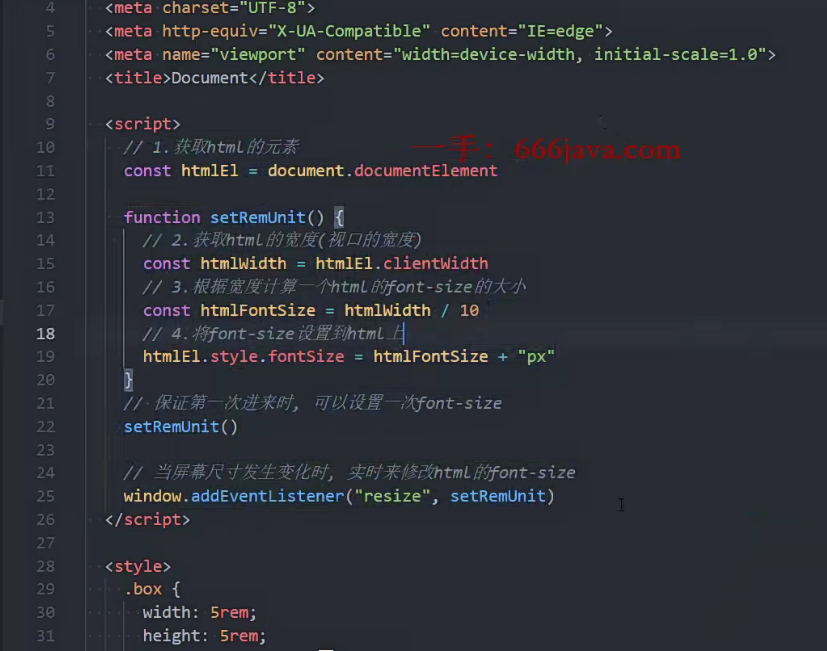 4 <meta charset="UTF-8">
5 <meta http-equiv="X-UA-Compatible" content="IE=edge">
6 <meta name="viewport" content="width=device-width, initial-scale=1.0">
7 <title>Document</title>
8
9 <script>
10 // 1.获取html的元素
一手：666java.com
11 const htmlEl = document.documentElement
12
13 function setRemUnit() {
14 // 2.获取html的宽度(视口的宽度)
15 const htmlWidth = htmlEl.clientWidth
16 // 3.根据宽度计算一个html的font-size的大小
17 const htmlFontSize = htmlWidth / 10
18 // 4.将font-size设置到html上
19 htmlEl.style.fontSize = htmlFontSize + "px"
20 }
21 // 保证第一次进来时, 可以设置一次font-size
22 setRemUnit()
23
24 // 当屏幕尺寸发生变化时, 实时来修改html的font-size
25 window.addEventListener("resize", setRemUnit)
26 </script>
27
28 <style>
29 .box {
30 width: 5rem;
31 height: 5rem;